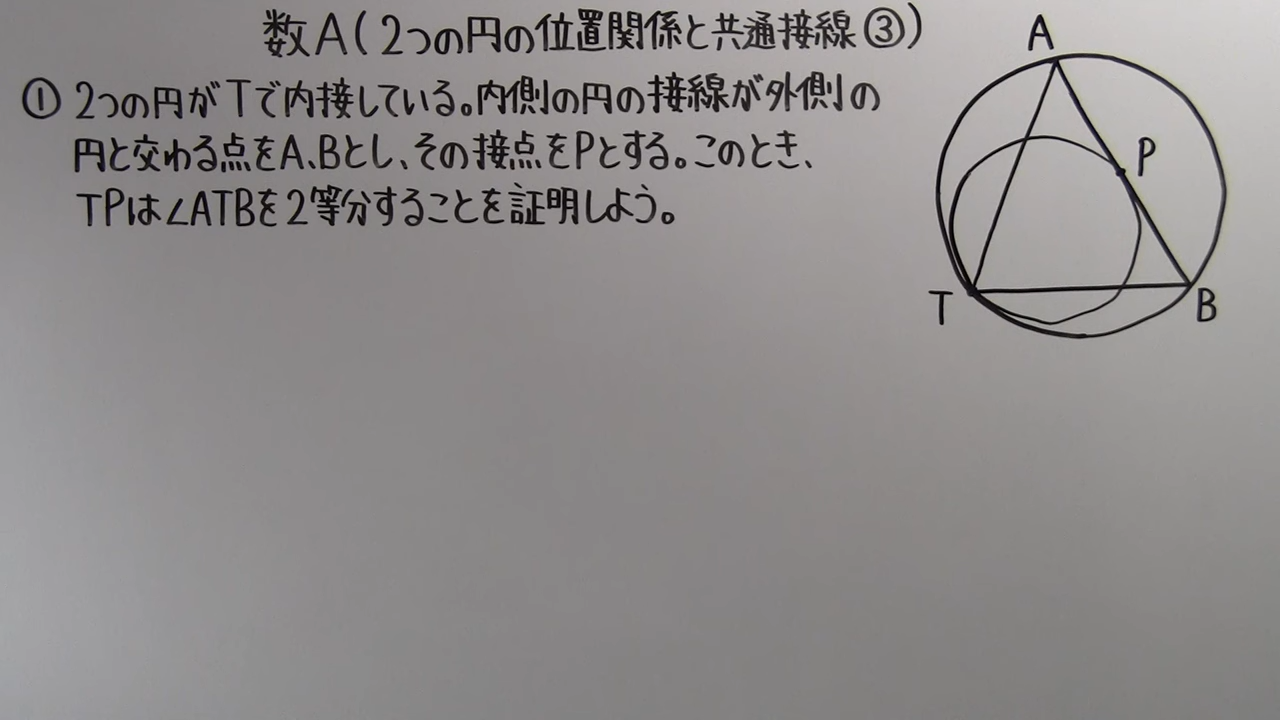 数A(2つの円の位置関係と共通接線③)
① 2つの円がTで内接している。内側の円の接線が外側の
円と交わる点をA、Bとし、その接点をPとする。このとき、
TPは∠ATBを2等分することを証明しよう。
A
P
T
B